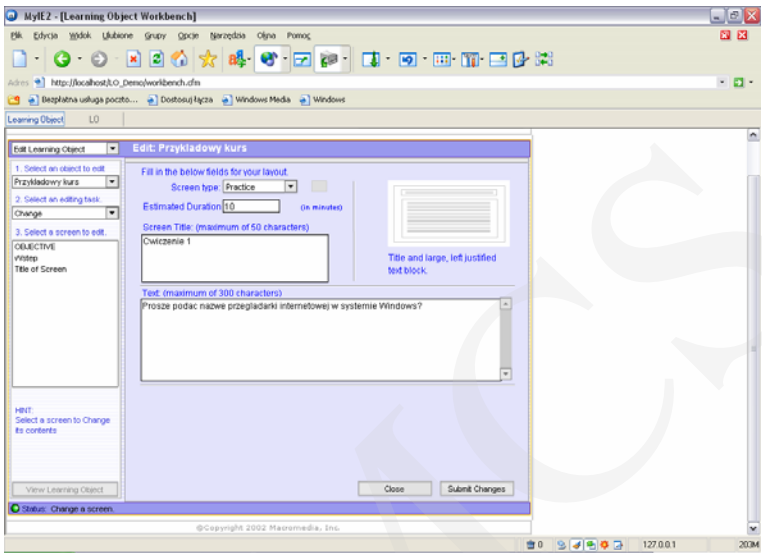 MyIE2 - [Learning Object Workbench]
Plik Edycja Widok Ulubione Grupy Opcje Narzędzia Okna Pomoc
Adres http://localhost/LO_Demo/workbench.cfm
Bezpłatna usługa poczto... Dostosuj łącza Windows Media Windows
Learning Object LO
Edit Learning Object Edit: Przykladowy kurs
1. Select an object to edit
Przykladowy kurs
2. Select an editing task.
Change
3. Select a screen to edit.
OBJECTIVE
Wstep
Title of Screen
HINT:
Select a screen to Change
its contents
View Learning Object
Fill in the below fields for your layout.
Screen type: Practice
Estimated Duration 10 (in minutes)
Screen Title: (maximum of 50 characters)
Cwiczenie 1
Title and large, left justified
text block.
Text: (maximum of 300 characters)
Prosze podac nazwe przegladarki internetowej w systemie Windows?
Close Submit Changes
Status: Change a screen.
©Copyright 2002 Macromedia, Inc.
0 127.0.0.1 203M